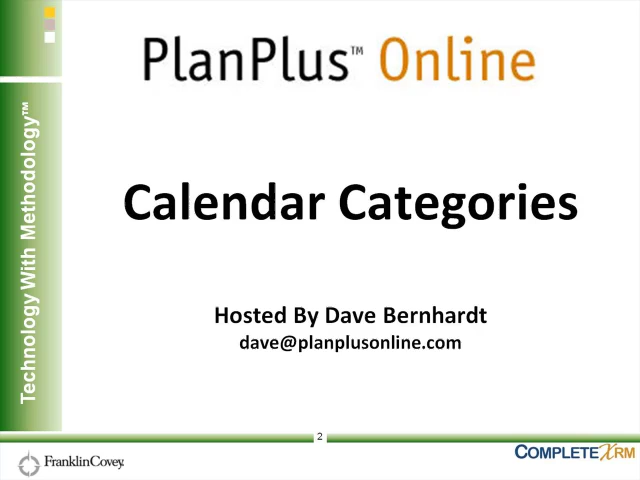 PlanPlus™ Online
Technology With Methodology™
Calendar Categories
Hosted By Dave Bernhardt
dave@planplusonline.com
2
FranklinCovey
COMPLETEXRM